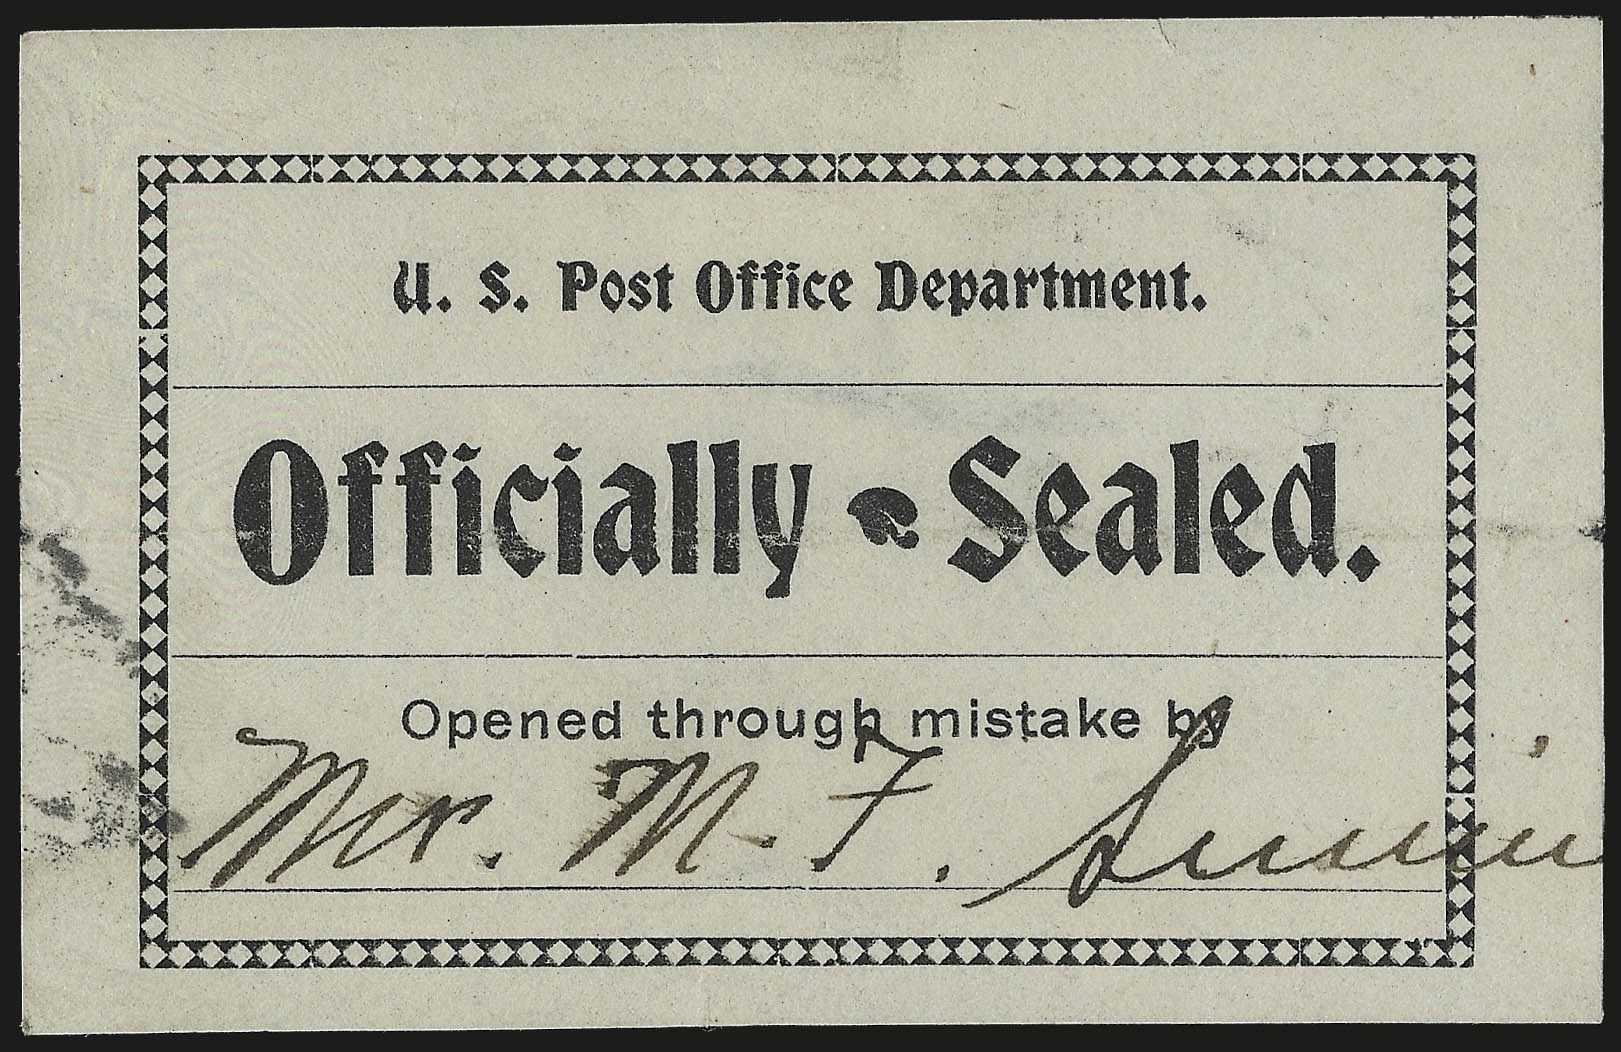 U. S. Post Office Department.
Officially Sealed.
Opened through mistake by
Mr. M. F.